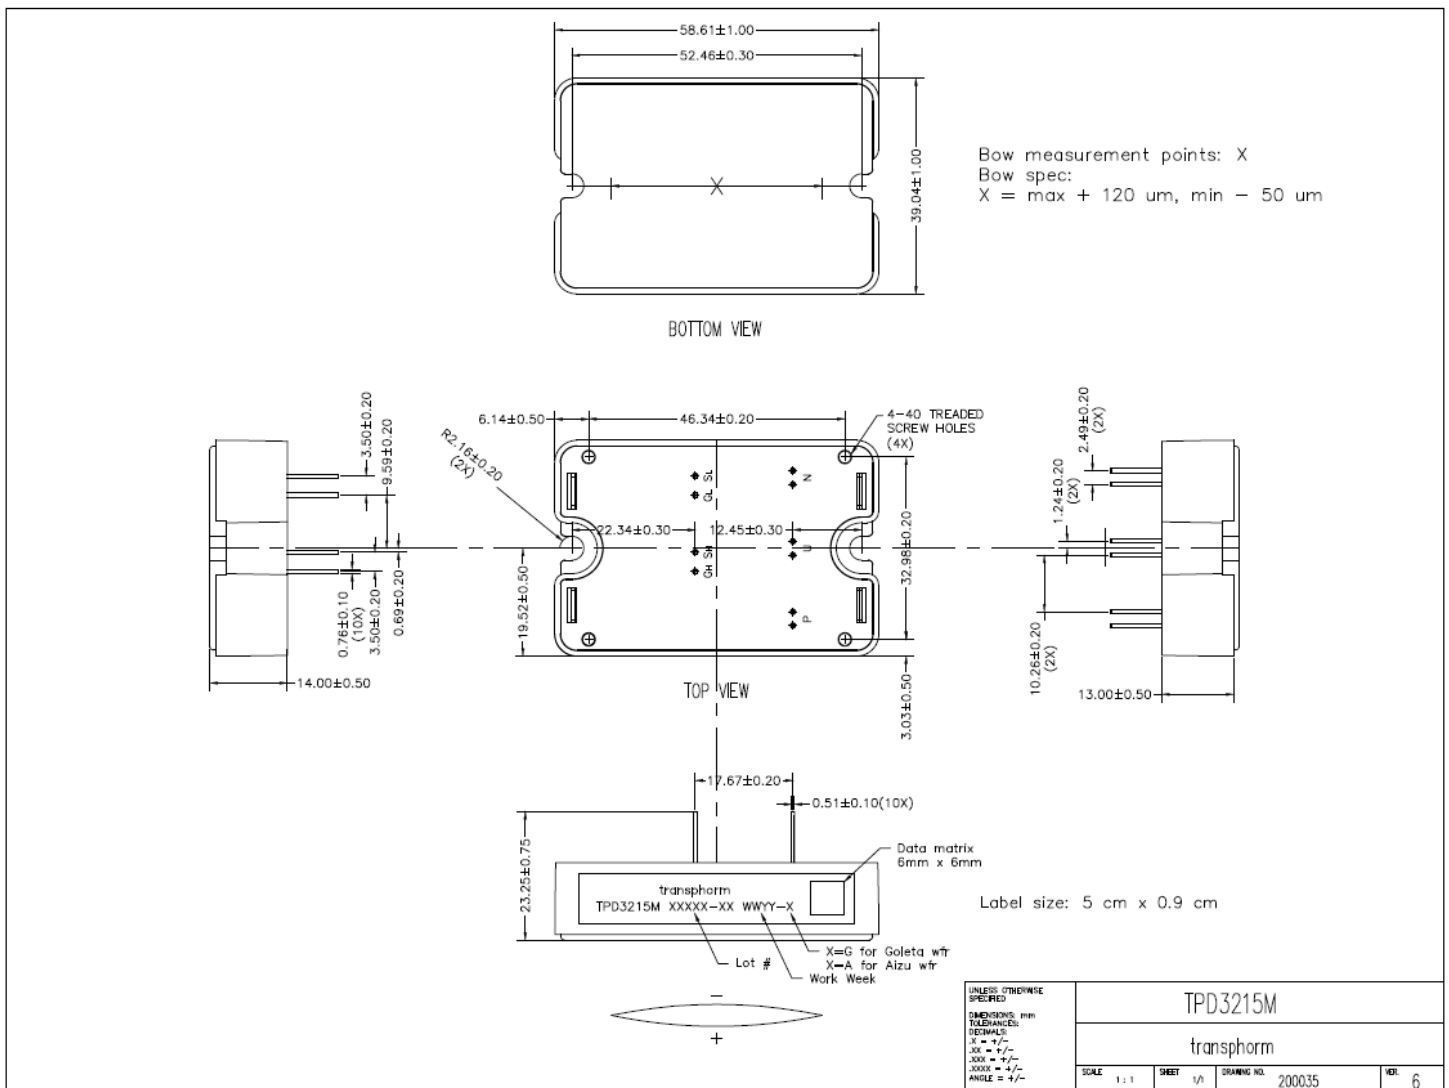 58.61±1.00
52.46±0.30
39.04±1.00
X
Bow measurement points: X
Bow spec:
X = max + 120 um, min - 50 um
BOTTOM VIEW
3.50±0.20
9.59±0.20
0.76±0.10
(10X)
3.50±0.20
0.69±0.20
14.00±0.50
6.14±0.50
46.34±0.20
4-40 TREADED
SCREW HOLES
(4X)
R2.16±0.20
(2X)
SL
GL
N
22.34±0.30
12.45±0.30
SH
GH
U
P
32.98±0.20
19.52±0.50
3.03±0.50
TOP VIEW
2.49±0.20
(2X)
1.24±0.20
(2X)
10.26±0.20
(2X)
13.00±0.50
17.67±0.20
0.51±0.10(10X)
23.25±0.75
Data matrix
6mm x 6mm
transphorm
TPD3215M XXXXX-XX WWYY-X
Label size: 5 cm x 0.9 cm
X=G for Goleta wfr
X-A for Aizu wfr
Lot #
Work Week
-
+
UNLESS OTHERWISE
SPECIFIED
DIMENSIONS: mm
TOLERANCES:
DECIMALS:
.X = +/-
.XX = +/-
.XXX = +/-
.XXXX = +/-
ANGLE = +/-
TPD3215M
transphorm
SCALE 1:1
SHEET 1/1
DRAWING NO. 200035
VER. 6